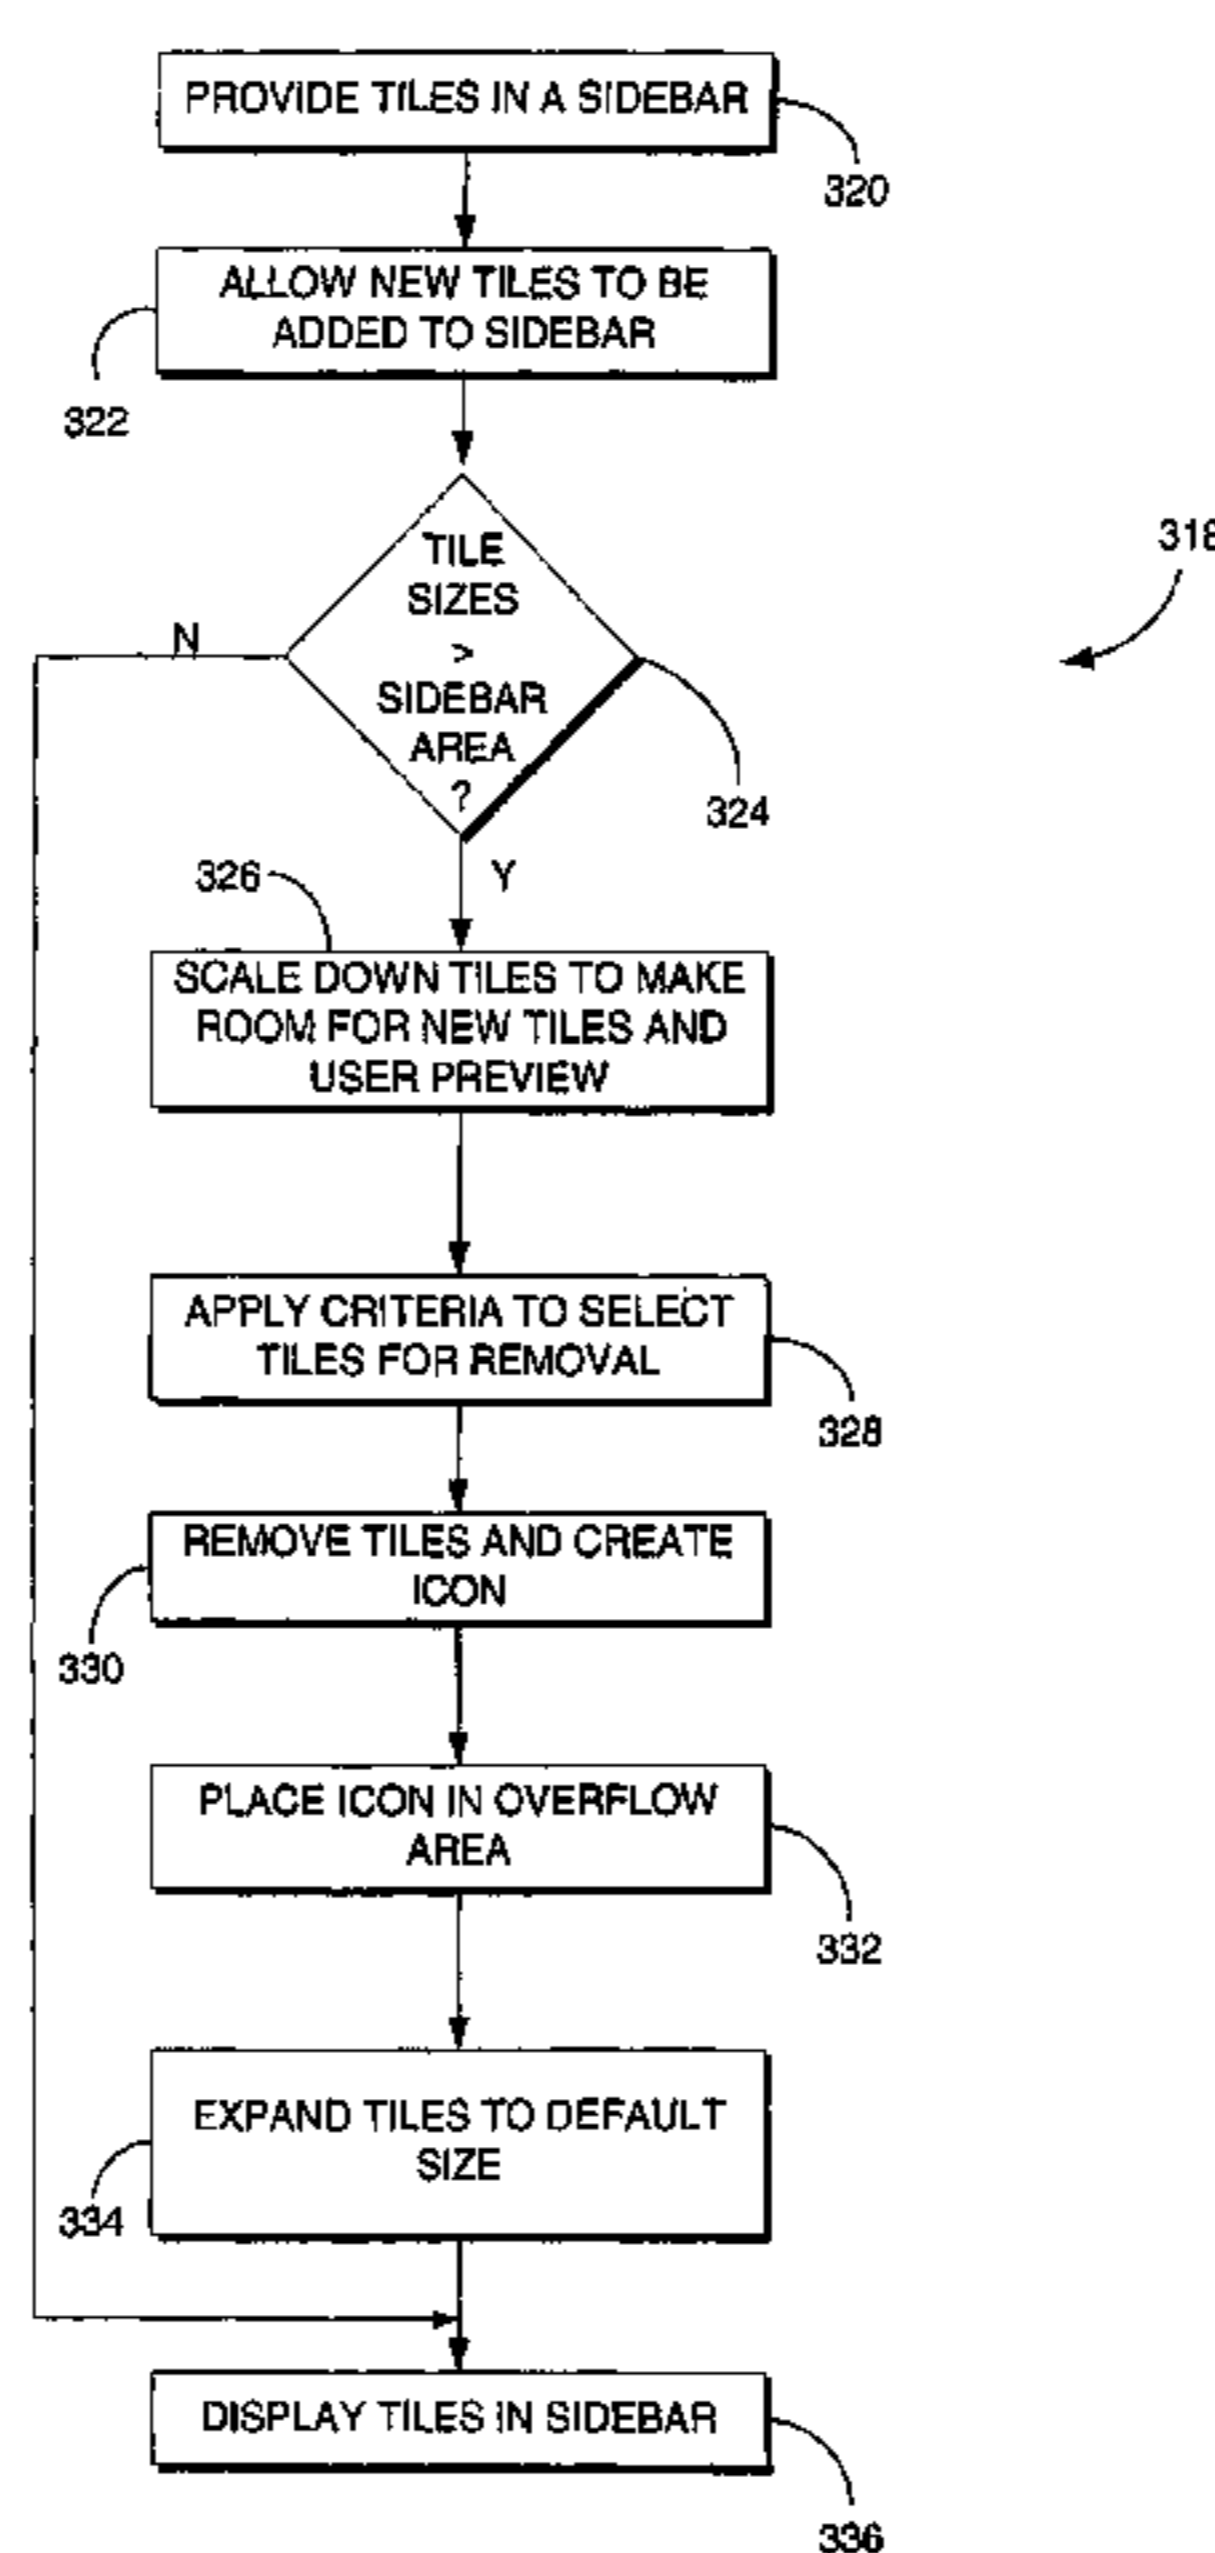 PROVIDE TILES IN A SIDEBAR
320
ALLOW NEW TILES TO BE
ADDED TO SIDEBAR
322
318
TILE
SIZES
>
SIDEBAR
AREA
?
N
324
Y
326
SCALE DOWN TILES TO MAKE
ROOM FOR NEW TILES AND
USER PREVIEW
APPLY CRITERIA TO SELECT
TILES FOR REMOVAL
328
REMOVE TILES AND CREATE
ICON
330
PLACE ICON IN OVERFLOW
AREA
332
EXPAND TILES TO DEFAULT
SIZE
334
DISPLAY TILES IN SIDEBAR
336